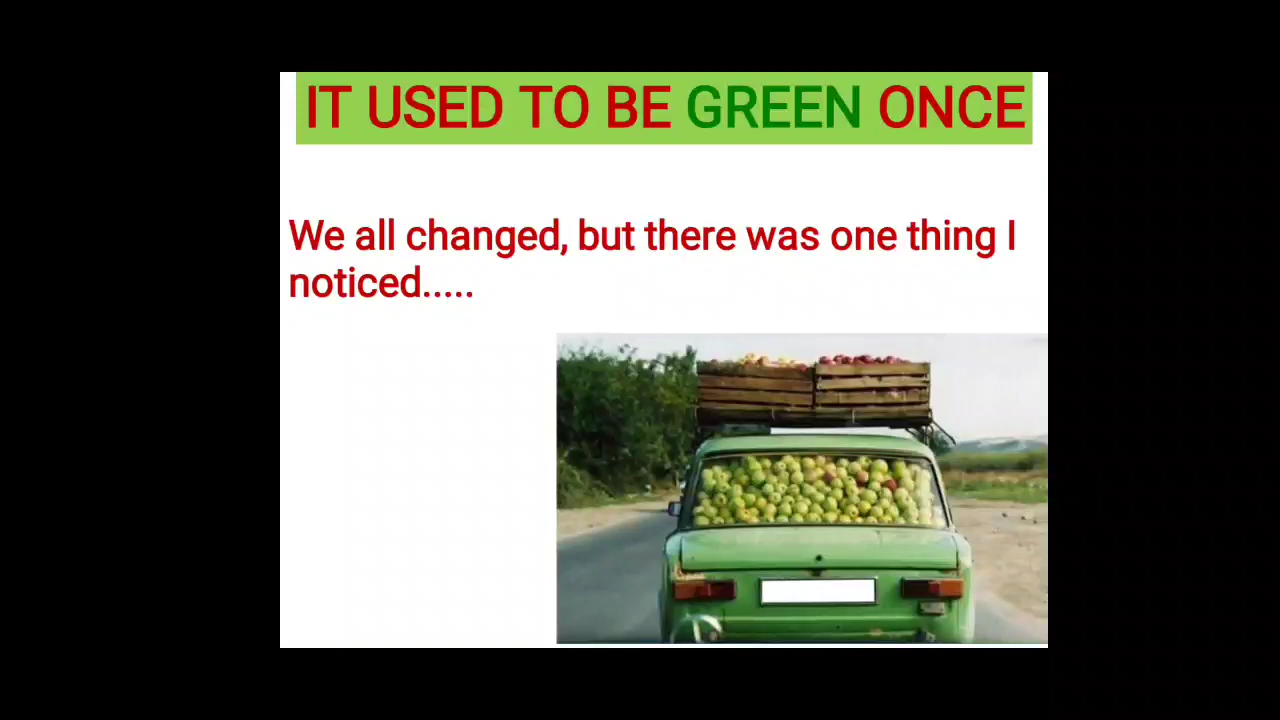 IT USED TO BE GREEN ONCE
We all changed, but there was one thing I
noticed.....